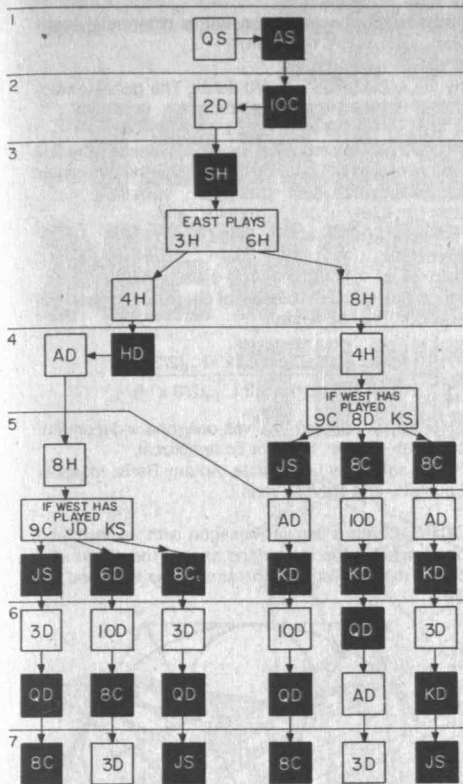 1
QS AS
2
2D 10C
3
SH
EAST PLAYS
3H 6H
4H 8H
4
AD HD 4H
IF WEST HAS
PLAYED
9C 8D KS
5
JS 8C 8C
8H AD 10D AD
IF WEST HAS
PLAYED
9C JD KS
JS 6D 8C KD KD KD
6
3D 10D 3D 10D QD 3D
QD 8C QD QD AD KD
7
8C 3D JS 8C 3D JS